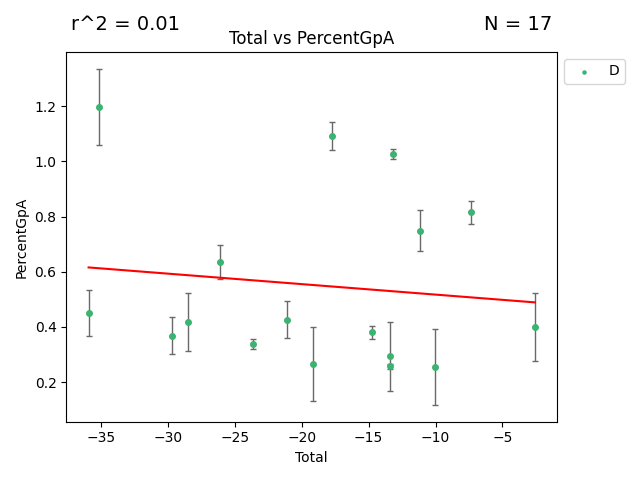 r^2 = 0.01
N = 17
Total vs PercentGpA
D
PercentGpA
1.2
1.0
0.8
0.6
0.4
0.2
−35
−30
−25
−20
−15
−10
−5
Total